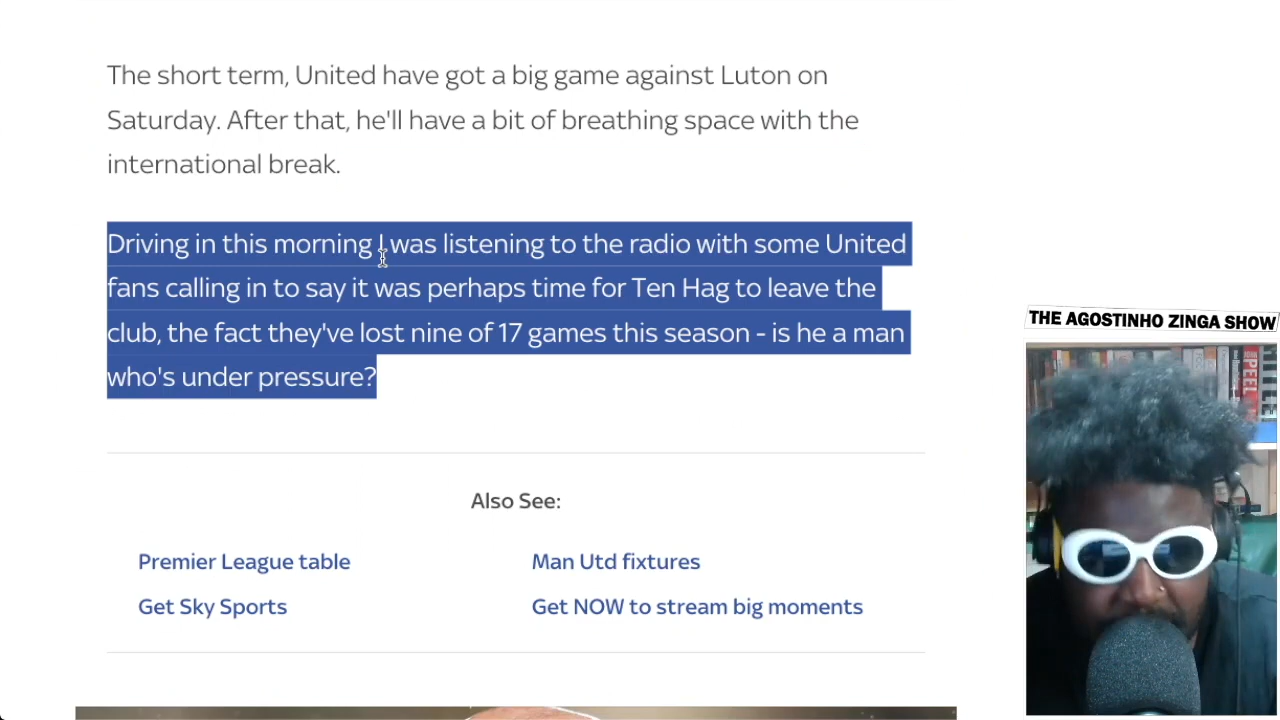 The short term, United have got a big game against Luton on
Saturday. After that, he'll have a bit of breathing space with the
international break.
Driving in this morning I was listening to the radio with some United
fans calling in to say it was perhaps time for Ten Hag to leave the
club, the fact they've lost nine of 17 games this season - is he a man
who's under pressure?
Also See:
Premier League table
Man Utd fixtures
Get Sky Sports
Get NOW to stream big moments
THE AGOSTINHO ZINGA SHOW
PEEL